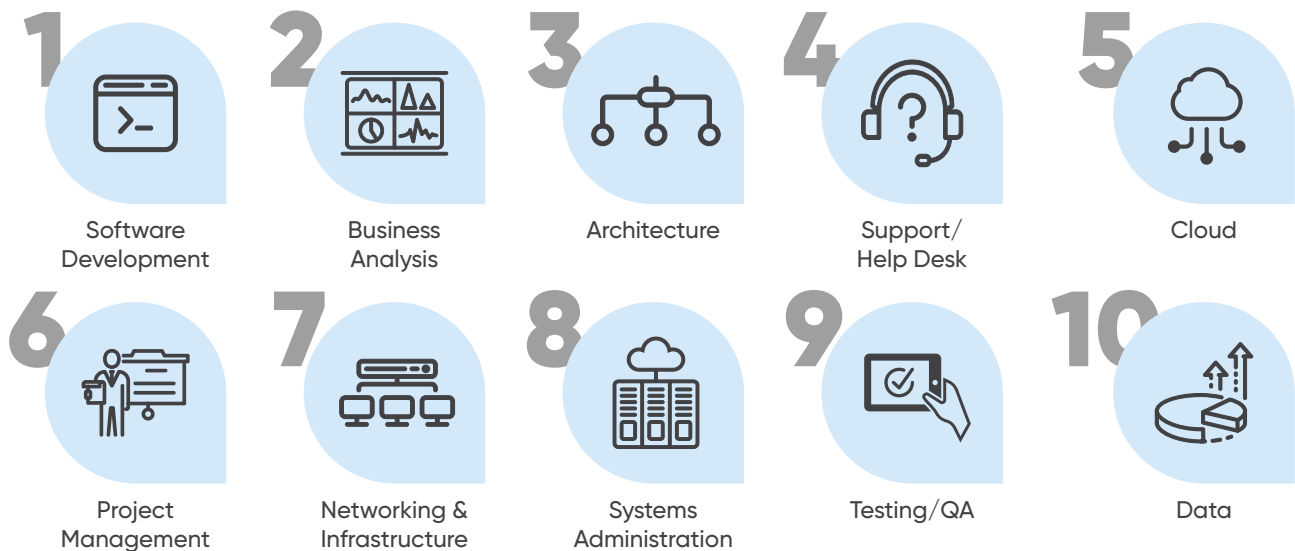 1
Software
Development
2
Business
Analysis
3
Architecture
4
Support/
Help Desk
5
Cloud
6
Project
Management
7
Networking &
Infrastructure
8
Systems
Administration
9
Testing/QA
10
Data